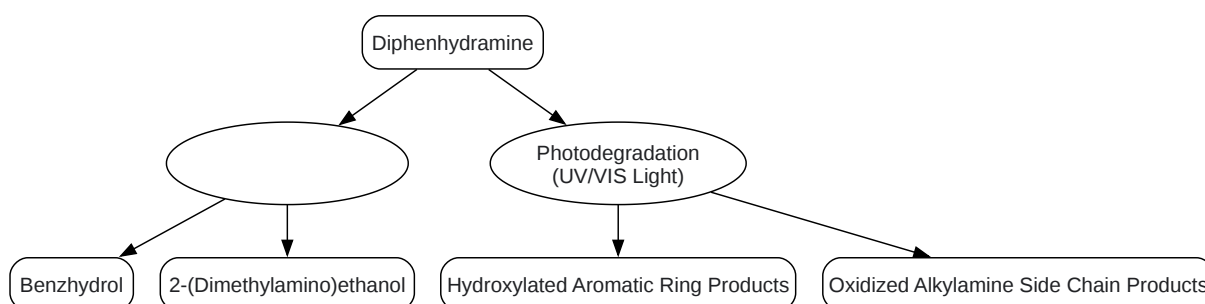 Diphenhydramine
Photodegradation
(UV/VIS Light)
Benzhydrol
2-(Dimethylamino)ethanol
Hydroxylated Aromatic Ring Products
Oxidized Alkylamine Side Chain Products